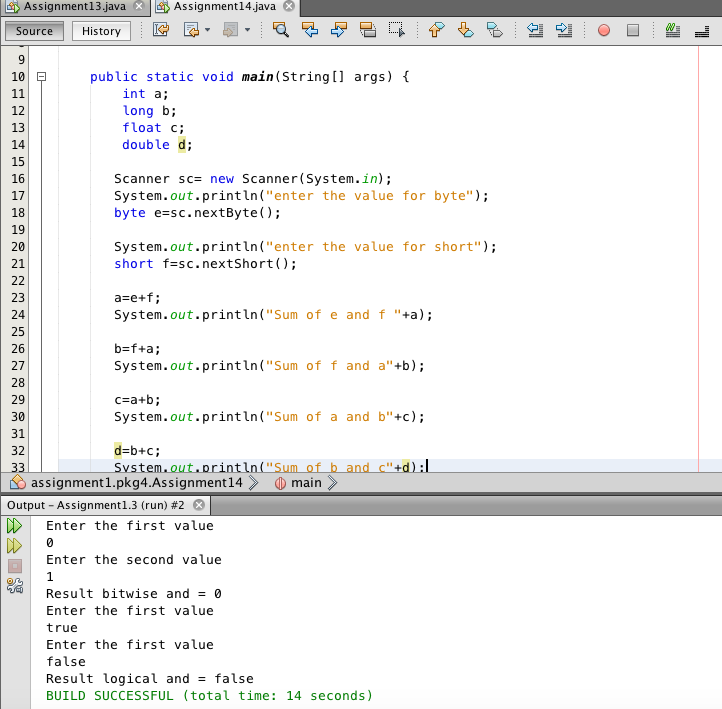 Assignment13.java Assignment14.java
Source History
9
10 public static void main(String[] args) {
11 int a;
12 long b;
13 float c;
14 double d;
15
16 Scanner sc= new Scanner(System.in);
17 System.out.println("enter the value for byte");
18 byte e=sc.nextByte();
19
20 System.out.println("enter the value for short");
21 short f=sc.nextShort();
22
23 a=e+f;
24 System.out.println("Sum of e and f "+a);
25
26 b=f+a;
27 System.out.println("Sum of f and a"+b);
28
29 c=a+b;
30 System.out.println("Sum of a and b"+c);
31
32 d=b+c;
33 System.out.println("Sum of b and c"+d);
assignment1.pkg4.Assignment14 main
Output - Assignment1.3 (run) #2
Enter the first value
0
Enter the second value
1
Result bitwise and = 0
Enter the first value
true
Enter the first value
false
Result logical and = false
BUILD SUCCESSFUL (total time: 14 seconds)